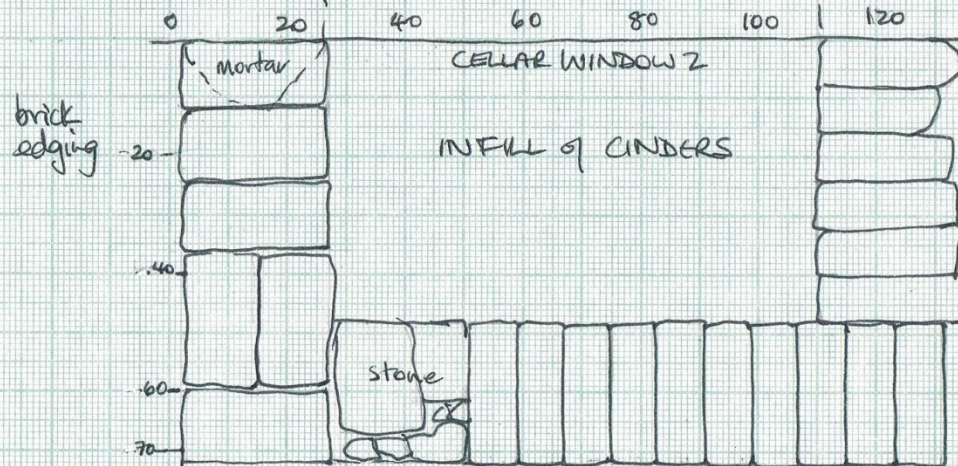 0 20 40 60 80 100 120
mortar
CELLAR WINDOW 2
brick
edging
20
INFILL of CINDERS
40
stone
60
70